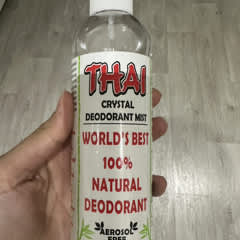 THAI
CRYSTAL
DEODORANT MIST
WORLD'S BEST
100%
NATURAL
DEODORANT
AEROSOL
FREE